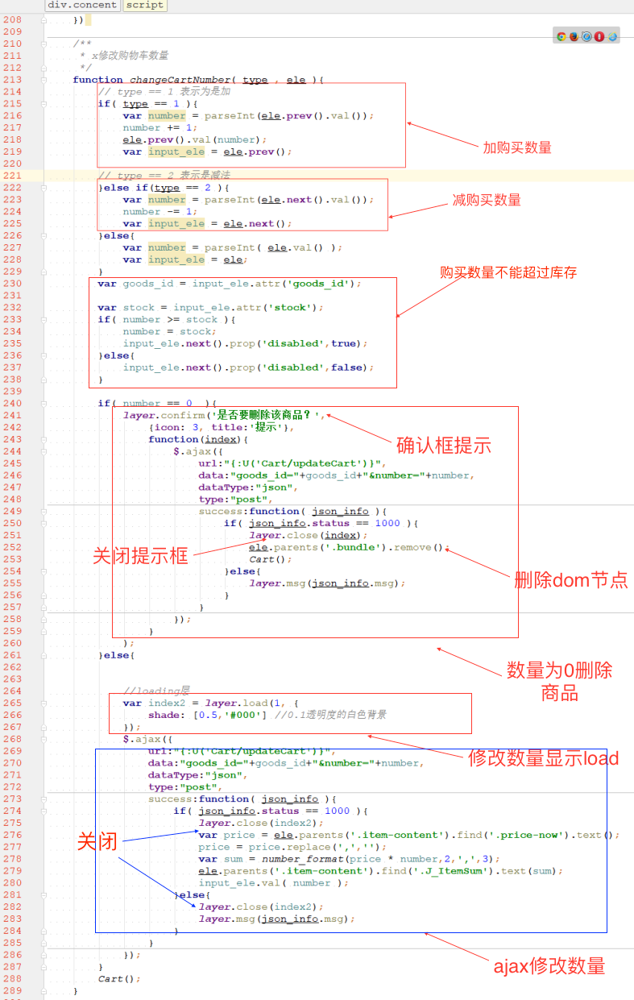 div.concent script
208 })
209
210 /**
211 * x修改购物车数量
212 */
213 function changeCartNumber( type , ele ){
214 // type == 1 表示为是加
215 if( type == 1 ){
216 var number = parseInt(ele.prev().val());
217 number += 1;
218 ele.prev().val(number);
219 var input_ele = ele.prev();
加购买数量
220
221 // type == 2 表示是减法
222 }else if(type == 2 ){
223 var number = parseInt(ele.next().val());
224 number -= 1;
225 var input_ele = ele.next();
减购买数量
226 }else{
227 var number = parseInt( ele.val() );
228 var input_ele = ele;
229 }
购买数量不能超过库存
230 var goods_id = input_ele.attr('goods_id');
231
232 var stock = input_ele.attr('stock');
233 if( number >= stock ){
234 number = stock;
235 input_ele.next().prop('disabled',true);
236 }else{
237 input_ele.next().prop('disabled',false);
238 }
239
240 if( number == 0 ){
241 layer.confirm('是否要删除该商品？',
242 {icon: 3, title:'提示'},
243 function(index){
确认框提示
244 $.ajax({
245 url:"{:U('Cart/updateCart')}",
246 data:"goods_id="+goods_id+"&number="+number,
247 dataType:"json",
248 type:"post",
249 success:function( json_info ){
250 if( json_info.status == 1000 ){
251 layer.close(index);
252 ele.parents('.bundle').remove();
关闭提示框
253 Cart();
254 }else{
删除dom节点
255 layer.msg(json_info.msg);
256 }
257 }
258 });
259 }
260 );
261 }else{
262
数量为0删除
商品
263
264 //loading层
265 var index2 = layer.load(1, {
266 shade: [0.5,'#000'] //0.1透明度的白色背景
267 });
268 $.ajax({
269 url:"{:U('Cart/updateCart')}",
修改数量显示load
270 data:"goods_id="+goods_id+"&number="+number,
271 dataType:"json",
272 type:"post",
273 success:function( json_info ){
274 if( json_info.status == 1000 ){
275 layer.close(index2);
276 var price = ele.parents('.item-content').find('.price-now').text();
关闭
277 price = price.replace(',','');
278 var sum = number_format(price * number,2,',',3);
279 ele.parents('.item-content').find('.J_ItemSum').text(sum);
280 input_ele.val( number );
281 }else{
282 layer.close(index2);
283 layer.msg(json_info.msg);
284 }
285 }
286 });
287 }
ajax修改数量
288 Cart();
289 }